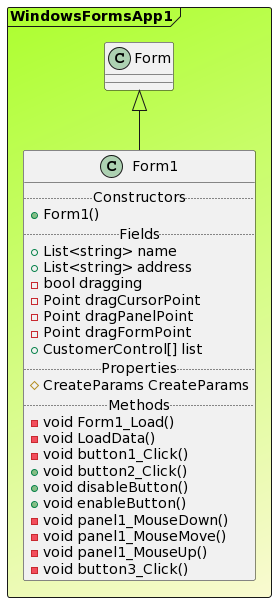 WindowsFormsApp1
C Form
C Form1
Constructors
Form1()
Fields
List<string> name
List<string> address
bool dragging
Point dragCursorPoint
Point dragPanelPoint
Point dragFormPoint
CustomerControl[] list
Properties
CreateParams CreateParams
Methods
void Form1_Load()
void LoadData()
void button1_Click()
void button2_Click()
void disableButton()
void enableButton()
void panel1_MouseDown()
void panel1_MouseMove()
void panel1_MouseUp()
void button3_Click()